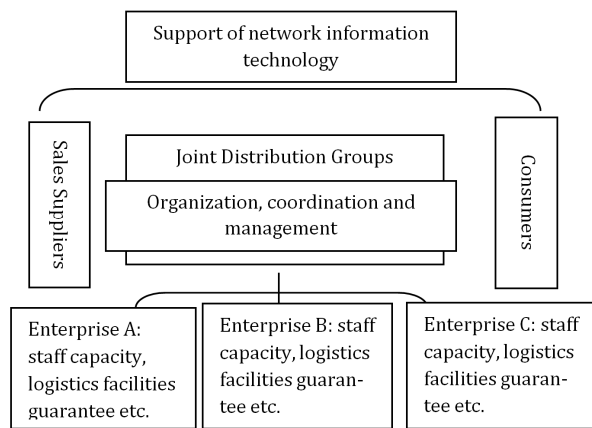 Support of network information
technology
Sales Suppliers
Joint Distribution Groups
Organization, coordination and
management
Consumers
Enterprise A:
staff capacity,
logistics facilities
guarantee etc.
Enterprise B: staff
capacity, logistics
facilities guaran-
tee etc.
Enterprise C: staff
capacity, logistics
facilities guaran-
tee etc.